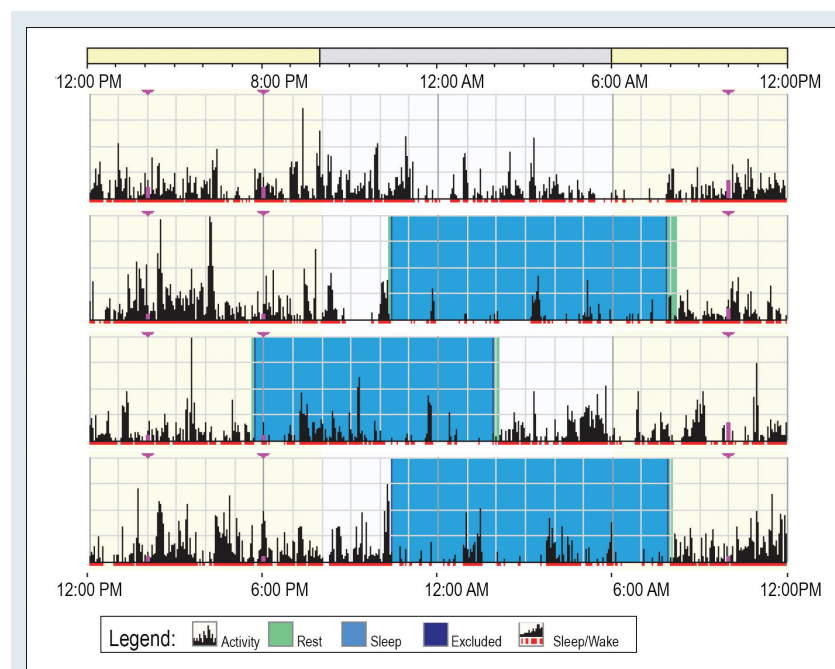 12:00 PM 8:00 PM 12:00 AM 6:00 AM 12:00PM
12:00 PM 6:00 PM 12:00 AM 6:00 AM 12:00PM
Legend: Activity Rest Sleep Excluded Sleep/Wake